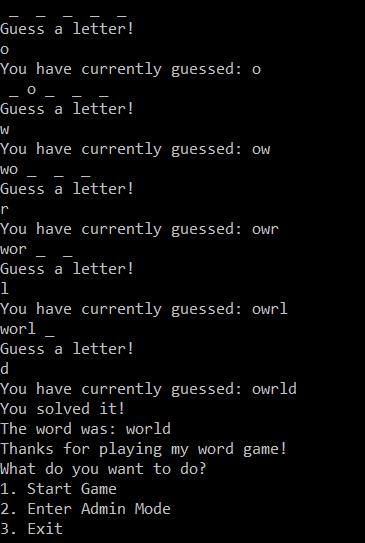 _  _  _  _  _
Guess a letter!
o
You have currently guessed: o
 _ o _  _  _
Guess a letter!
w
You have currently guessed: ow
wo _  _  _
Guess a letter!
r
You have currently guessed: owr
wor _  _
Guess a letter!
l
You have currently guessed: owrl
worl _
Guess a letter!
d
You have currently guessed: owrld
You solved it!
The word was: world
Thanks for playing my word game!
What do you want to do?
1. Start Game
2. Enter Admin Mode
3. Exit